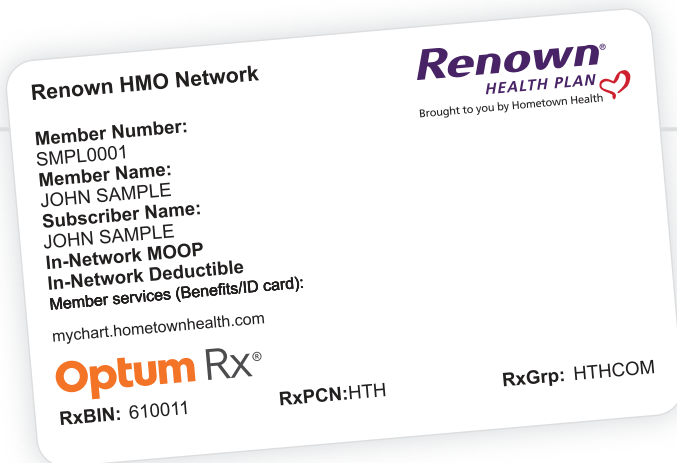 Renown HMO Network
Renown®
HEALTH PLAN
Brought to you by Hometown Health
Member Number:
SMPL0001
Member Name:
JOHN SAMPLE
Subscriber Name:
JOHN SAMPLE
In-Network MOOP
In-Network Deductible
Member services (Benefits/ID card):
mychart.hometownhealth.com
Optum Rx®
RxBIN: 610011 RxPCN:HTH RxGrp: HTHCOM